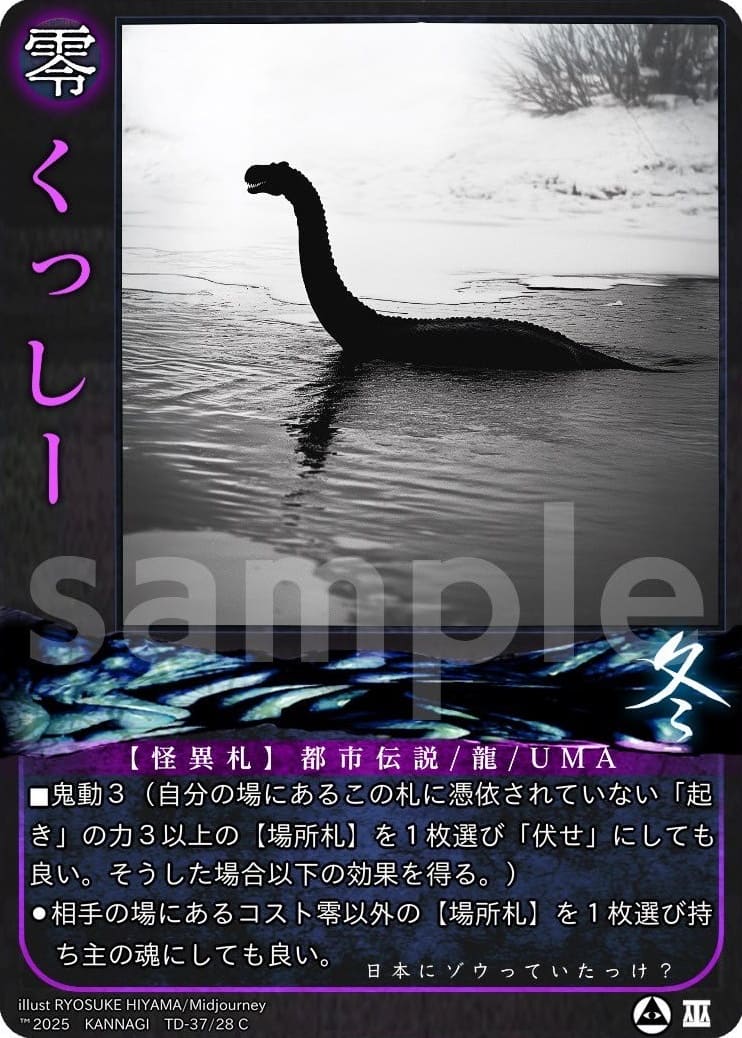 零
くっしー
sample
冬
【怪異札】都市伝説/龍/UMA
■鬼動３（自分の場にあるこの札に憑依されていない「起
き」の力３以上の【場所札】を１枚選び「伏せ」にしても
良い。そうした場合以下の効果を得る。）
●相手の場にあるコスト零以外の【場所札】を１枚選び持
ち主の魂にしても良い。
日本にゾウっていたっけ？
illust RYOSUKE HIYAMA/Midjourney
™2025 KANNAGI TD-37/28 C